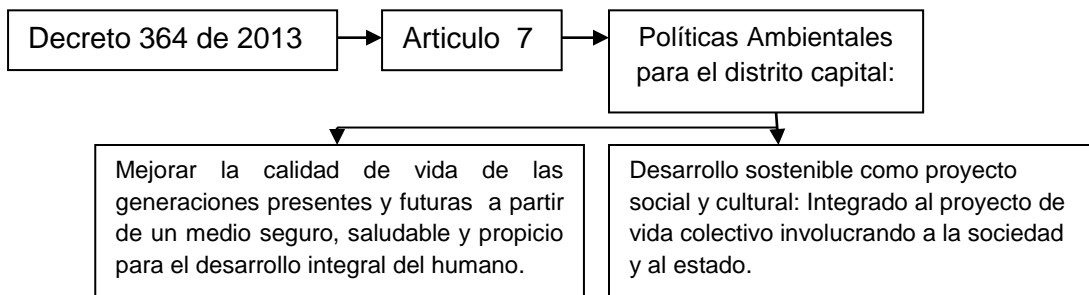 Decreto 364 de 2013
Articulo 7
Políticas Ambientales
para el distrito capital:
Mejorar la calidad de vida de las
generaciones presentes y futuras a partir
de un medio seguro, saludable y propicio
para el desarrollo integral del humano.
Desarrollo sostenible como proyecto
social y cultural: Integrado al proyecto de
vida colectivo involucrando a la sociedad
y al estado.